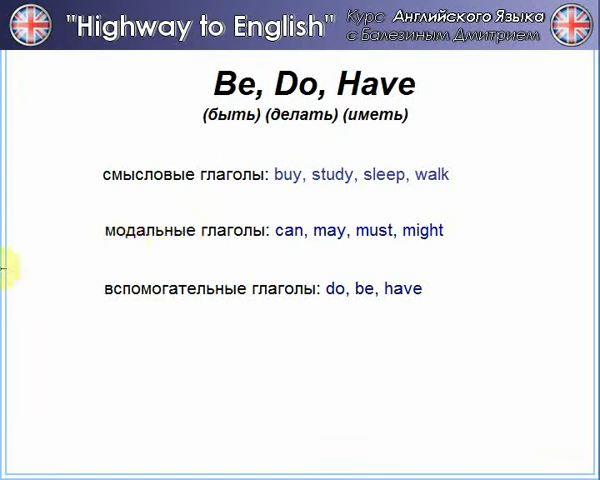 "Highway to English"
Курс Английского Языка
с Балезиным Дмитрием
Be, Do, Have
(быть) (делать) (иметь)
смысловые глаголы: buy, study, sleep, walk
модальные глаголы: can, may, must, might
вспомогательные глаголы: do, be, have